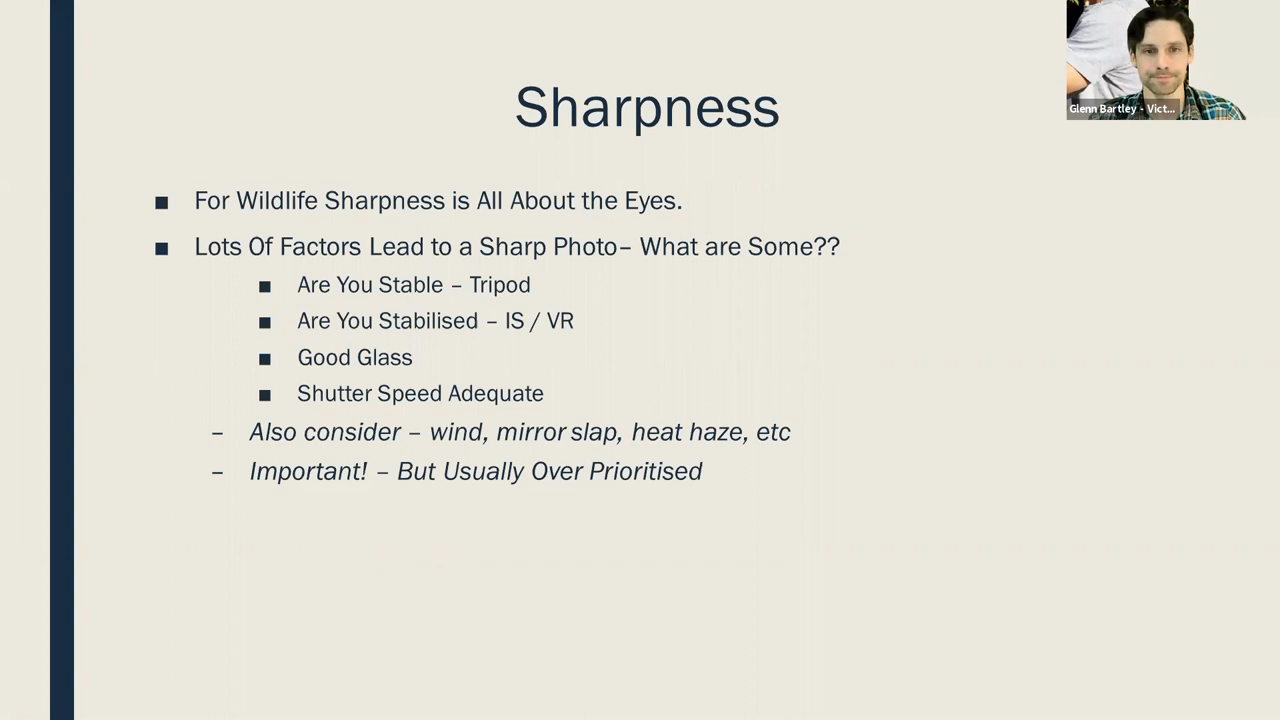 Sharpness
Glenn Bartley - Vict...
■ For Wildlife Sharpness is All About the Eyes.
■ Lots Of Factors Lead to a Sharp Photo– What are Some??
■ Are You Stable – Tripod
■ Are You Stabilised – IS / VR
■ Good Glass
■ Shutter Speed Adequate
– Also consider – wind, mirror slap, heat haze, etc
– Important! – But Usually Over Prioritised